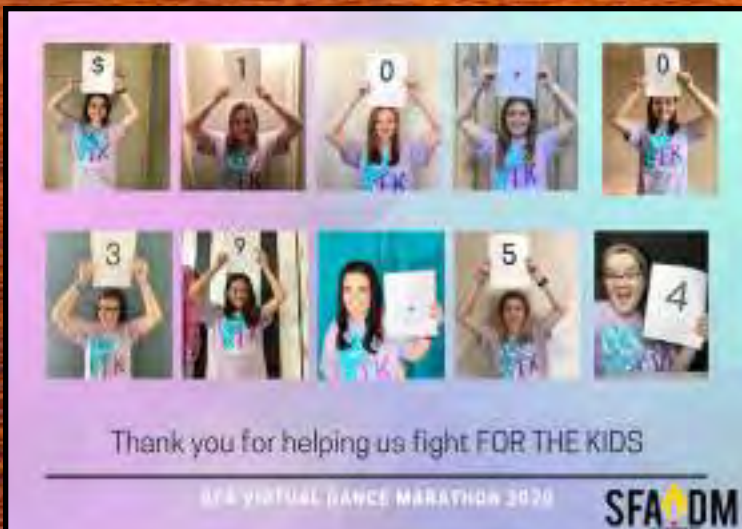 $ 1 0 , 0
3 9 . 5 4
Thank you for helping us fight FOR THE KIDS
SFA VIRTUAL DANCE MARATHON 2020
SFA DM